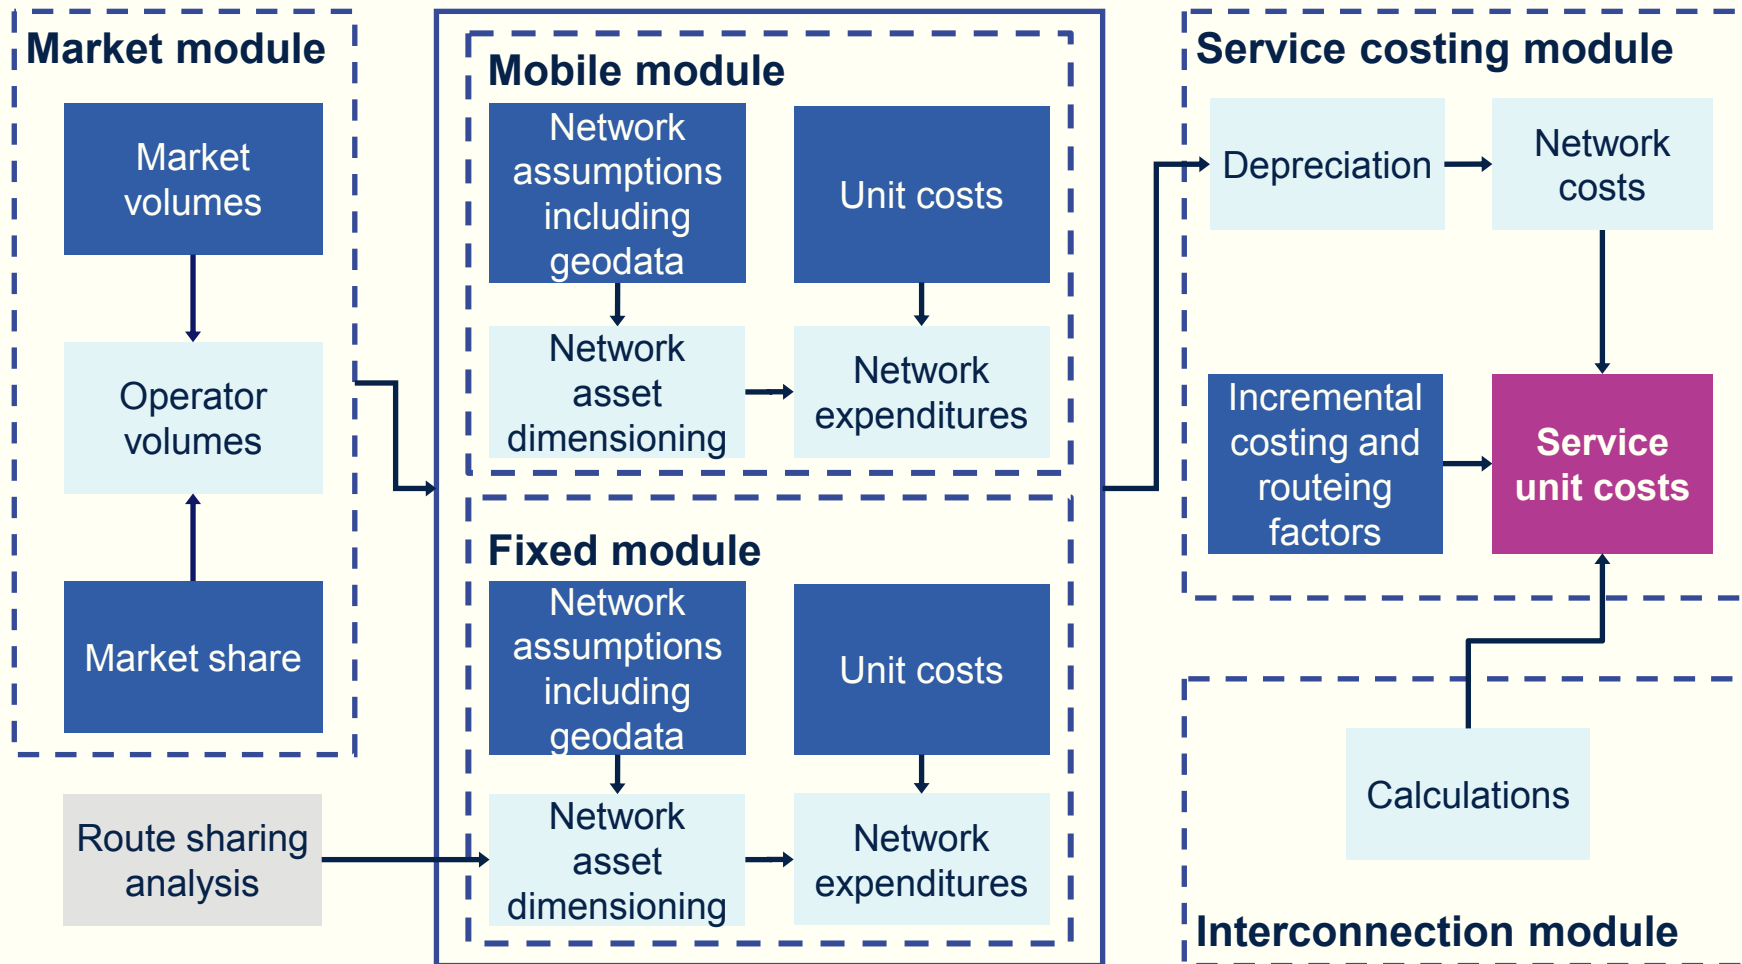 Market module
Market
volumes
Operator
volumes
Market share
Route sharing
analysis
Mobile module
Network
assumptions
including
geodata
Unit costs
Network
asset
dimensioning
Network
expenditures
Fixed module
Network
assumptions
including
geodata
Unit costs
Network
asset
dimensioning
Network
expenditures
Service costing module
Depreciation
Network
costs
Incremental
costing and
routeing
factors
Service
unit costs
Calculations
Interconnection module